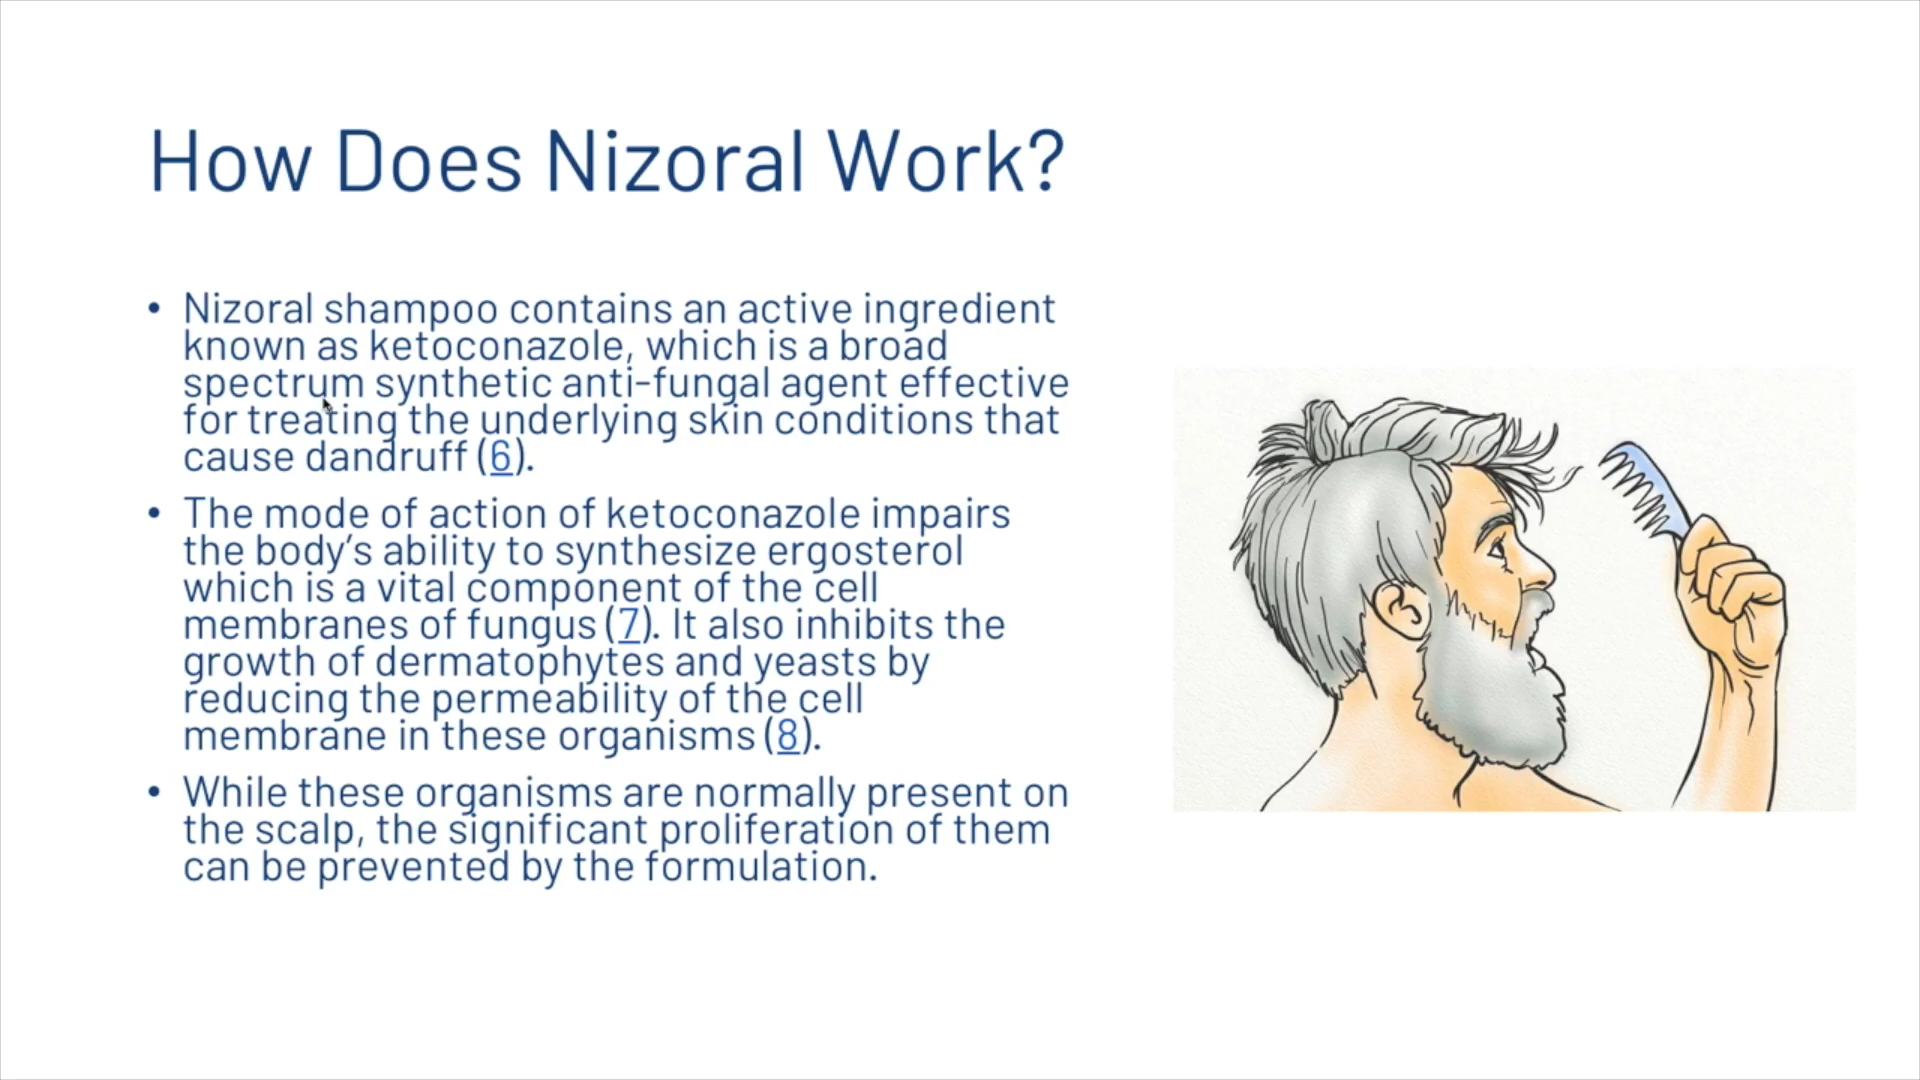 How Does Nizoral Work?
• Nizoral shampoo contains an active ingredient
known as ketoconazole, which is a broad
spectrum synthetic anti-fungal agent effective
for treating the underlying skin conditions that
cause dandruff (6).
• The mode of action of ketoconazole impairs
the body's ability to synthesize ergosterol
which is a vital component of the cell
membranes of fungus (7). It also inhibits the
growth of dermatophytes and yeasts by
reducing the permeability of the cell
membrane in these organisms (8).
• While these organisms are normally present on
the scalp, the significant proliferation of them
can be prevented by the formulation.